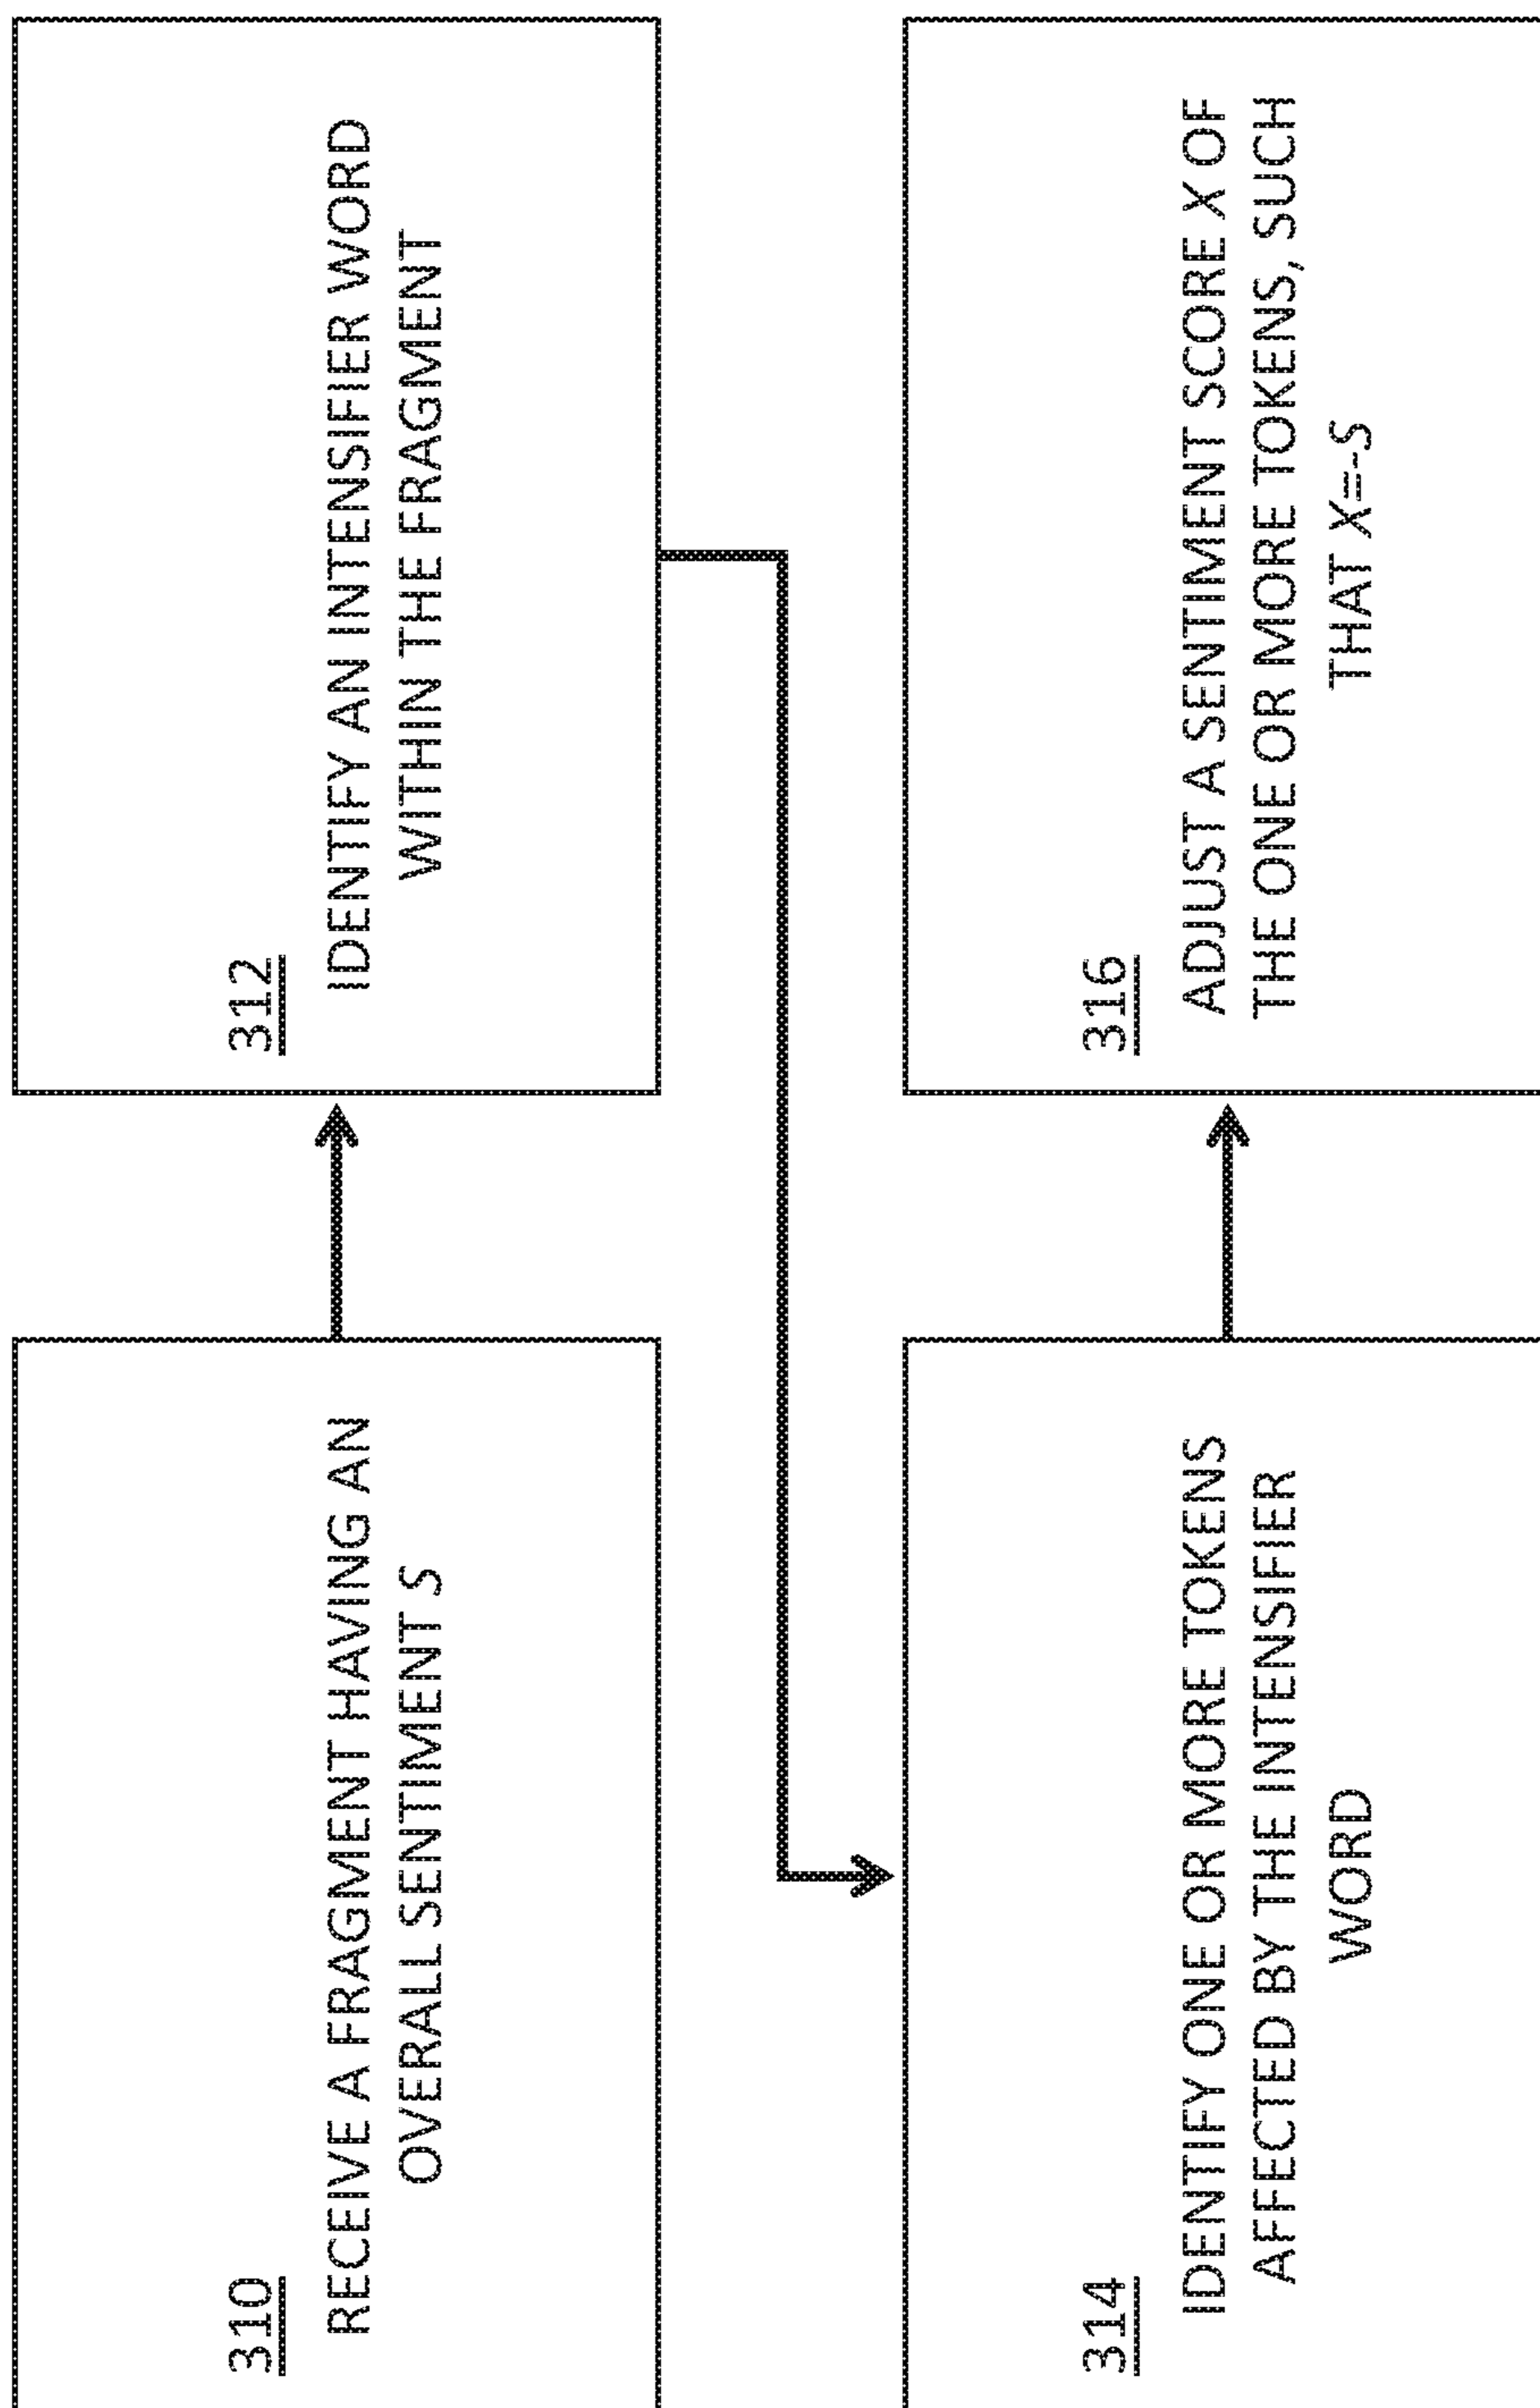 310
RECEIVE A FRAGMENT HAVING AN
OVERALL SENTIMENT S
312
IDENTIFY AN INTENSIFIER WORD
WITHIN THE FRAGMENT
314
IDENTIFY ONE OR MORE TOKENS
AFFECTED BY THE INTENSIFIER
WORD
316
ADJUST A SENTIMENT SCORE X OF
THE ONE OR MORE TOKENS, SUCH
THAT X=-S